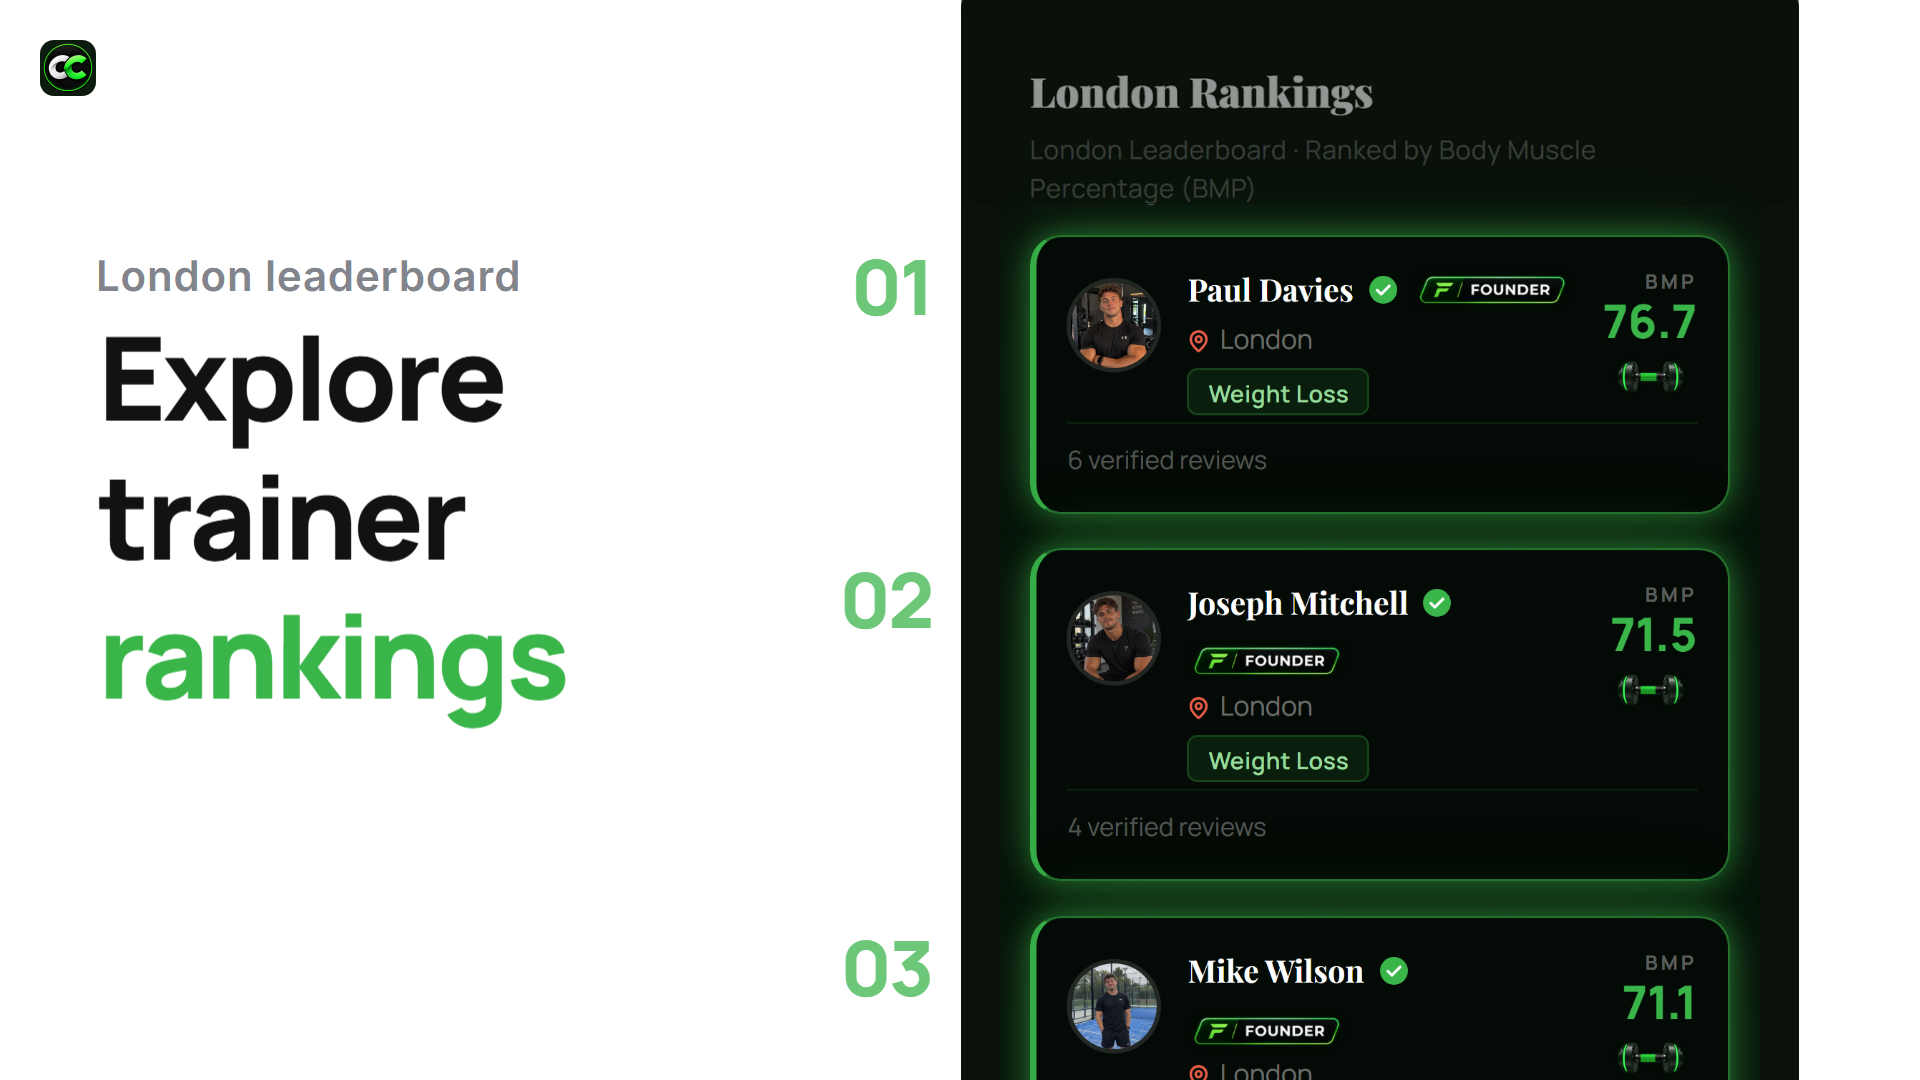 CC
London leaderboard
Explore
trainer
rankings
01
02
03
London Rankings
London Leaderboard · Ranked by Body Muscle
Percentage (BMP)
Paul Davies
F / FOUNDER
BMP
76.7
London
Weight Loss
6 verified reviews
Joseph Mitchell
F / FOUNDER
BMP
71.5
London
Weight Loss
4 verified reviews
Mike Wilson
F / FOUNDER
BMP
71.1
London